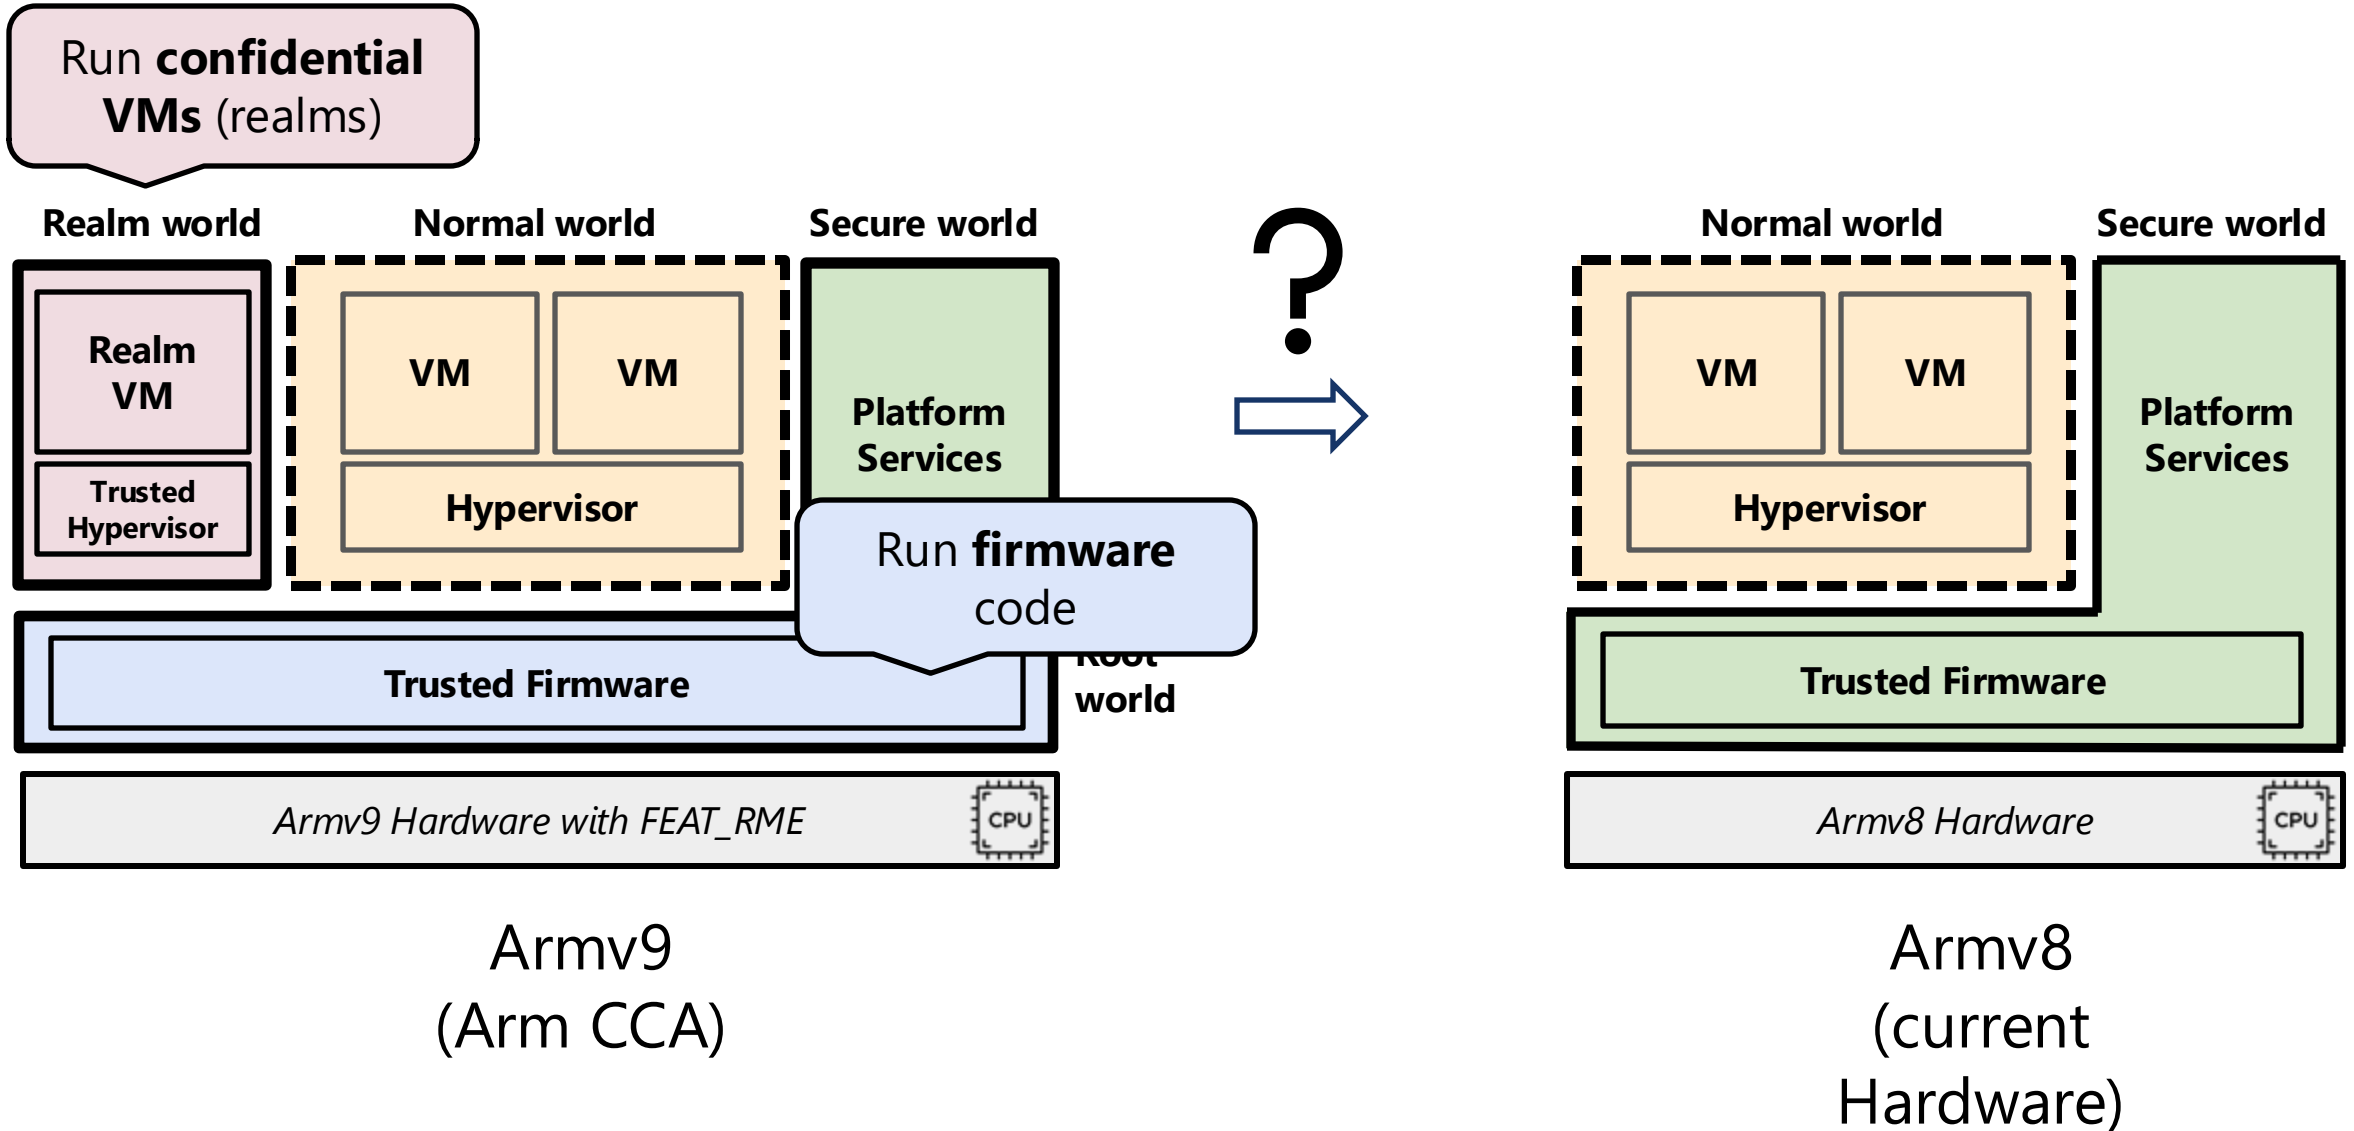 Run confidential
VMs (realms)
Realm world
Normal world
Secure world
Realm
VM
Trusted
Hypervisor
VM
VM
Hypervisor
Platform
Services
Run firmware
code
Trusted Firmware
Root
world
Armv9 Hardware with FEAT_RME
CPU
Armv9
(Arm CCA)
?
Normal world
Secure world
VM
VM
Hypervisor
Platform
Services
Trusted Firmware
Armv8 Hardware
CPU
Armv8
(current
Hardware)